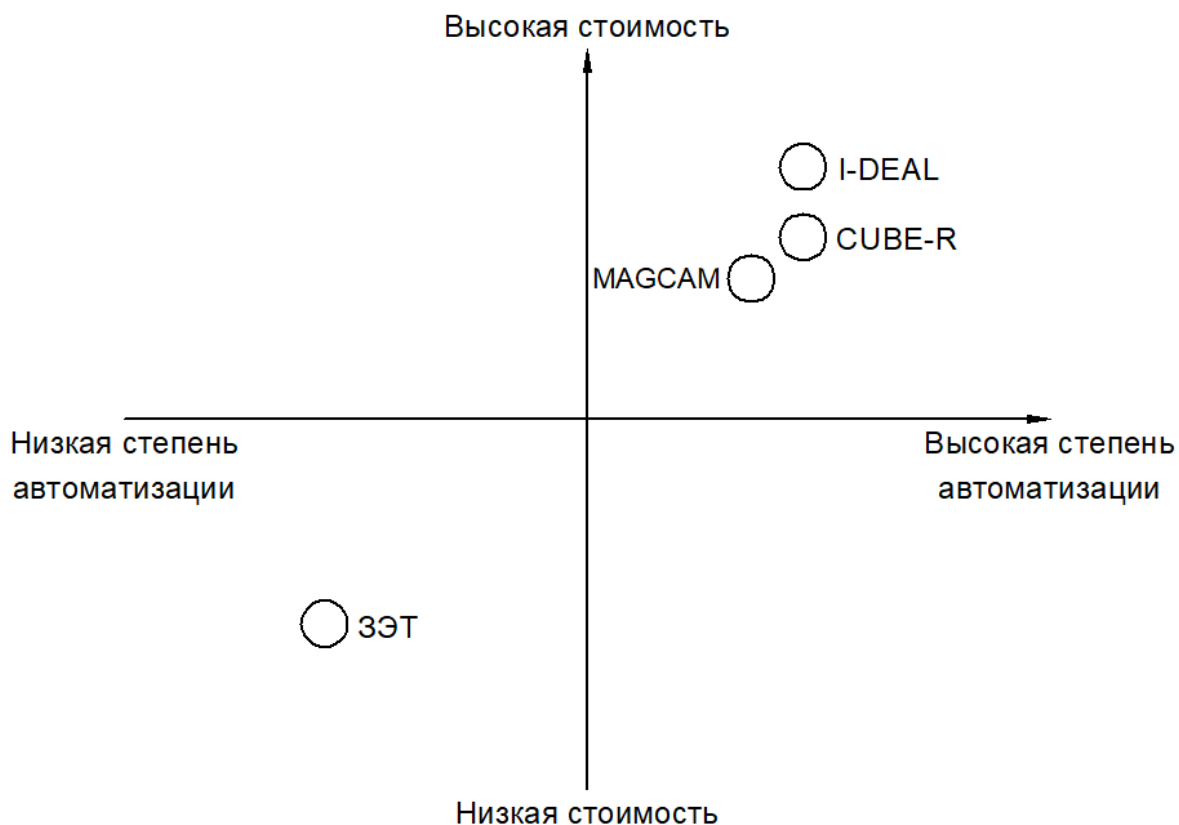 Высокая стоимость
I-DEAL
CUBE-R
MAGCAM
Низкая степень
автоматизации
Высокая степень
автоматизации
ЗЭТ
Низкая стоимость